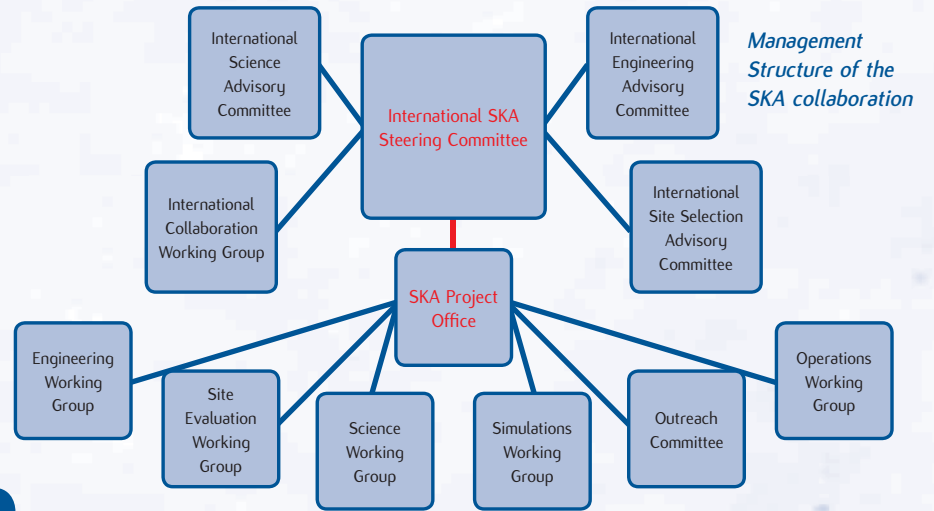 International
Science
Advisory
Committee
International SKA
Steering Committee
International
Engineering
Advisory
Committee
Management
Structure of the
SKA collaboration
International
Collaboration
Working Group
International
Site Selection
Advisory
Committee
SKA Project
Office
Engineering
Working
Group
Site
Evaluation
Working
Group
Science
Working
Group
Simulations
Working
Group
Outreach
Committee
Operations
Working
Group